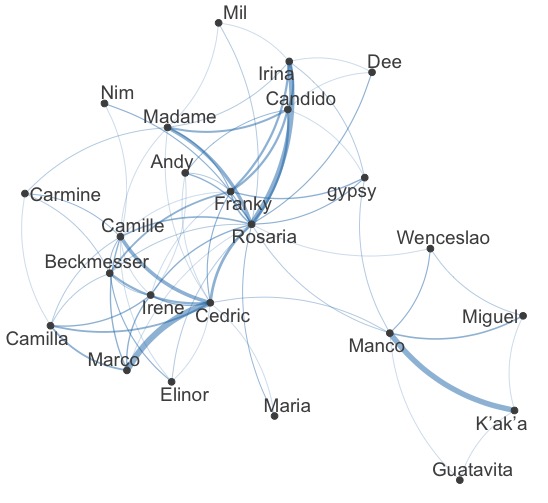 Mil
Irina
Dee
Nim
Candido
Madame
Andy
Carmine
Franky
gypsy
Camille
Rosaria
Wenceslao
Beckmesser
Irene
Cedric
Camilla
Miguel
Manco
Marco
Elinor
Maria
K'ak'a
Guatavita